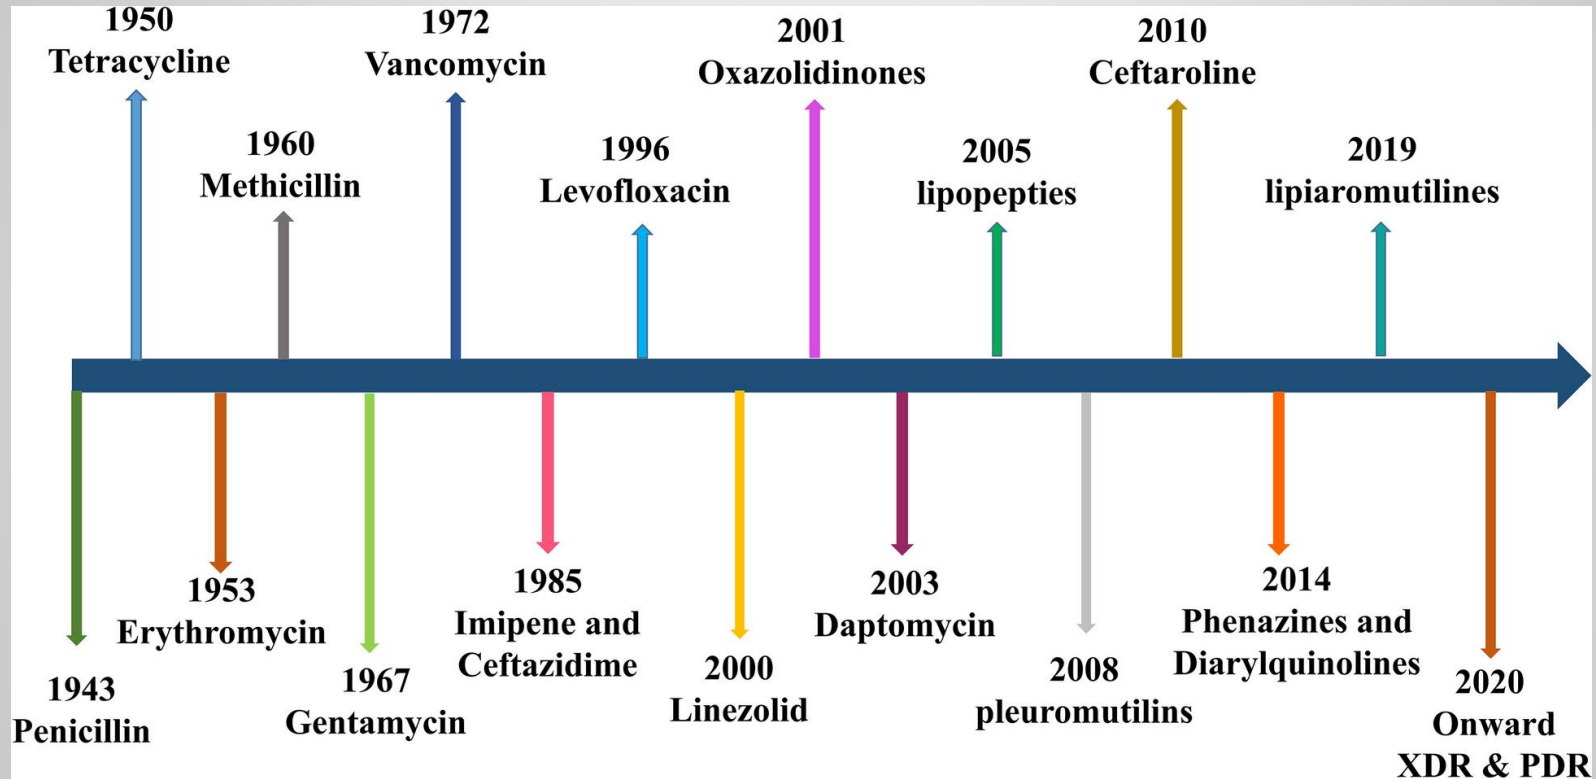 1950
Tetracycline
1972
Vancomycin
2001
Oxazolidinones
2010
Ceftaroline
1960
Methicillin
1996
Levofloxacin
2005
lipopepties
2019
lipiaromutilines
1953
Erythromycin
1985
Imipene and
Ceftazidime
2003
Daptomycin
2014
Phenazines and
Diarylquinolines
1943
Penicillin
1967
Gentamycin
2000
Linezolid
2008
pleuromutilins
2020
Onward
XDR & PDR